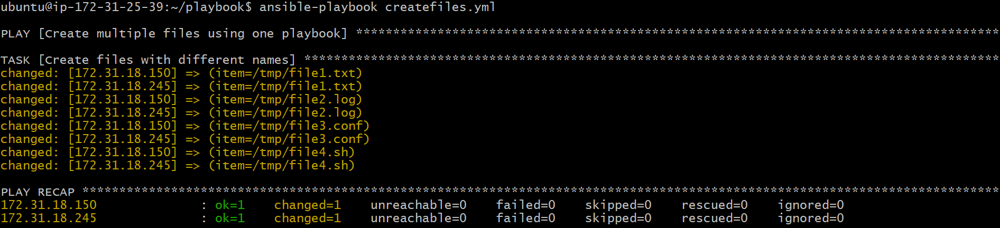 ubuntu@ip-172-31-25-39:~/playbook$ ansible-playbook createfiles.yml
PLAY [Create multiple files using one playbook] ***************************************************************************************
TASK [Create files with different names] **********************************************************************************************
changed: [172.31.18.150] => (item=/tmp/file1.txt)
changed: [172.31.18.245] => (item=/tmp/file1.txt)
changed: [172.31.18.150] => (item=/tmp/file2.log)
changed: [172.31.18.245] => (item=/tmp/file2.log)
changed: [172.31.18.150] => (item=/tmp/file3.conf)
changed: [172.31.18.245] => (item=/tmp/file3.conf)
changed: [172.31.18.150] => (item=/tmp/file4.sh)
changed: [172.31.18.245] => (item=/tmp/file4.sh)
PLAY RECAP ****************************************************************************************************************************
172.31.18.150              : ok=1    changed=1    unreachable=0    failed=0    skipped=0    rescued=0    ignored=0
172.31.18.245              : ok=1    changed=1    unreachable=0    failed=0    skipped=0    rescued=0    ignored=0